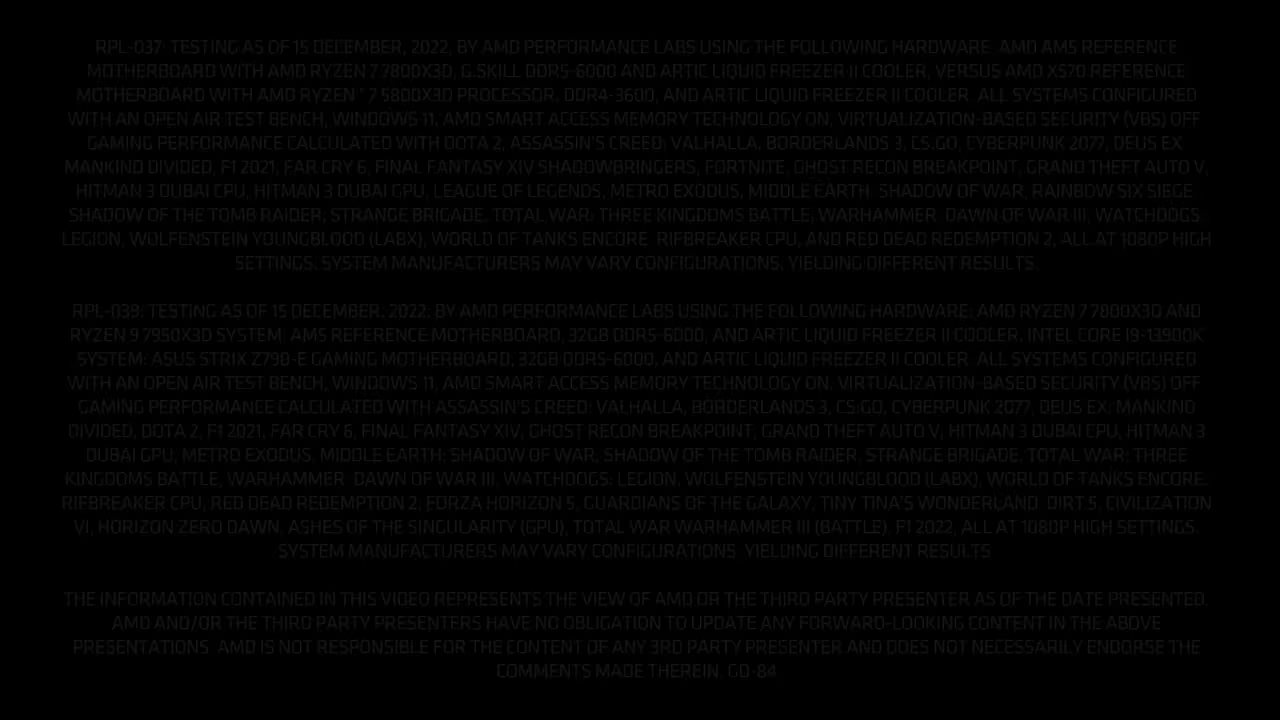 RPL-037: TESTING AS OF 15 DECEMBER, 2022, BY AMD PERFORMANCE LABS USING THE FOLLOWING HARDWARE: AMD AM5 REFERENCE
MOTHERBOARD WITH AMD RYZEN 7 7800X3D, G.SKILL DDR5-6000 AND ARTIC LIQUID FREEZER II COOLER, VERSUS AMD X570 REFERENCE
MOTHERBOARD WITH AMD RYZEN™ 7 5800X3D PROCESSOR, DDR4-3600, AND ARTIC LIQUID FREEZER II COOLER. ALL SYSTEMS CONFIGURED
WITH AN OPEN AIR TEST BENCH, WINDOWS 11, AMD SMART ACCESS MEMORY TECHNOLOGY ON, VIRTUALIZATION-BASED SECURITY (VBS) OFF
GAMING PERFORMANCE CALCULATED WITH DOTA 2, ASSASSIN'S CREED: VALHALLA, BORDERLANDS 3, CS:GO, CYBERPUNK 2077, DEUS EX
MANKIND DIVIDED, F1 2021, FAR CRY 6, FINAL FANTASY XIV SHADOWBRINGERS, FORTNITE, GHOST RECON BREAKPOINT, GRAND THEFT AUTO V,
HITMAN 3 DUBAI CPU, HITMAN 3 DUBAI GPU, LEAGUE OF LEGENDS, METRO EXODUS, MIDDLE EARTH: SHADOW OF WAR, RAINBOW SIX SIEGE
SHADOW OF THE TOMB RAIDER, STRANGE BRIGADE, TOTAL WAR: THREE KINGDOMS BATTLE, WARHAMMER: DAWN OF WAR III, WATCHDOGS:
LEGION, WOLFENSTEIN YOUNGBLOOD (LABX), WORLD OF TANKS ENCORE. RIFBREAKER CPU, AND RED DEAD REDEMPTION 2, ALL AT 1080P HIGH
SETTINGS. SYSTEM MANUFACTURERS MAY VARY CONFIGURATIONS, YIELDING DIFFERENT RESULTS.
RPL-039: TESTING AS OF 15 DECEMBER, 2022, BY AMD PERFORMANCE LABS USING THE FOLLOWING HARDWARE: AMD RYZEN 7 7800X3D AND
RYZEN 9 7950X3D SYSTEM: AM5 REFERENCE MOTHERBOARD, 32GB DDR5-6000, AND ARTIC LIQUID FREEZER II COOLER. INTEL CORE I9-13900K
SYSTEM: ASUS STRIX Z790-E GAMING MOTHERBOARD, 32GB DDR5-6000, AND ARTIC LIQUID FREEZER II COOLER. ALL SYSTEMS CONFIGURED
WITH AN OPEN AIR TEST BENCH, WINDOWS 11, AMD SMART ACCESS MEMORY TECHNOLOGY ON, VIRTUALIZATION-BASED SECURITY (VBS) OFF
GAMING PERFORMANCE CALCULATED WITH ASSASSIN'S CREED: VALHALLA, BORDERLANDS 3, CS:GO, CYBERPUNK 2077, DEUS EX: MANKIND
DIVIDED, DOTA 2, F1 2021, FAR CRY 6, FINAL FANTASY XIV, GHOST RECON BREAKPOINT, GRAND THEFT AUTO V, HITMAN 3 DUBAI CPU, HITMAN 3
DUBAI GPU, METRO EXODUS, MIDDLE EARTH: SHADOW OF WAR, SHADOW OF THE TOMB RAIDER, STRANGE BRIGADE, TOTAL WAR: THREE
KINGDOMS BATTLE, WARHAMMER: DAWN OF WAR III, WATCHDOGS: LEGION, WOLFENSTEIN YOUNGBLOOD (LABX), WORLD OF TANKS ENCORE.
RIFBREAKER CPU, RED DEAD REDEMPTION 2, FORZA HORIZON 5, GUARDIANS OF THE GALAXY, TINY TINA'S WONDERLAND, DIRT 5, CIVILIZATION
VI, HORIZON ZERO DAWN, ASHES OF THE SINGULARITY (GPU), TOTAL WAR WARHAMMER III (BATTLE), F1 2022, ALL AT 1080P HIGH SETTINGS.
SYSTEM MANUFACTURERS MAY VARY CONFIGURATIONS, YIELDING DIFFERENT RESULTS
THE INFORMATION CONTAINED IN THIS VIDEO REPRESENTS THE VIEW OF AMD OR THE THIRD PARTY PRESENTER AS OF THE DATE PRESENTED.
AMD AND/OR THE THIRD PARTY PRESENTERS HAVE NO OBLIGATION TO UPDATE ANY FORWARD-LOOKING CONTENT IN THE ABOVE
PRESENTATIONS. AMD IS NOT RESPONSIBLE FOR THE CONTENT OF ANY 3RD PARTY PRESENTER AND DOES NOT NECESSARILY ENDORSE THE
COMMENTS MADE THEREIN. GD-84